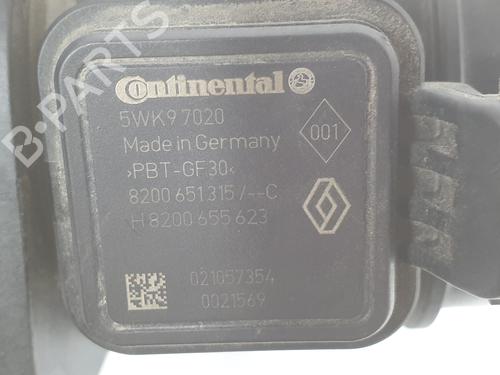 B-PARTS
Continental
5WK9 7020
Made in Germany
>PBT-GF30<
001
8200 651 315 /--C
H 8200 655 623
021057354
0021569